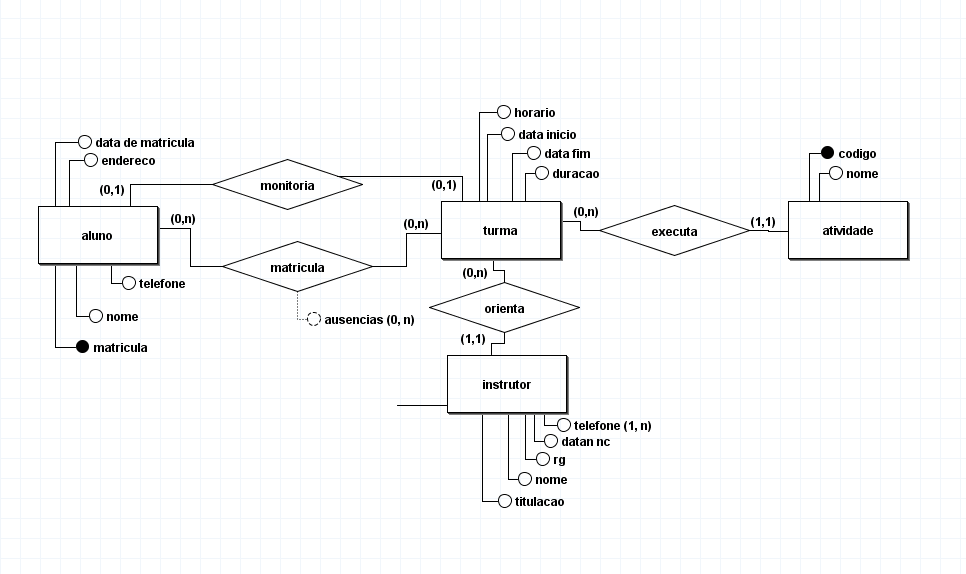 horario
data inicio
data fim
duracao
data de matricula
endereco
codigo
nome
(0,1)
monitoria
(0,1)
aluno
(0,n)
(0,n)
turma
(0,n)
executa
(1,1)
atividade
matricula
telefone
nome
matricula
ausencias (0, n)
(0,n)
orienta
(1,1)
instrutor
telefone (1, n)
datan nc
rg
nome
titulacao